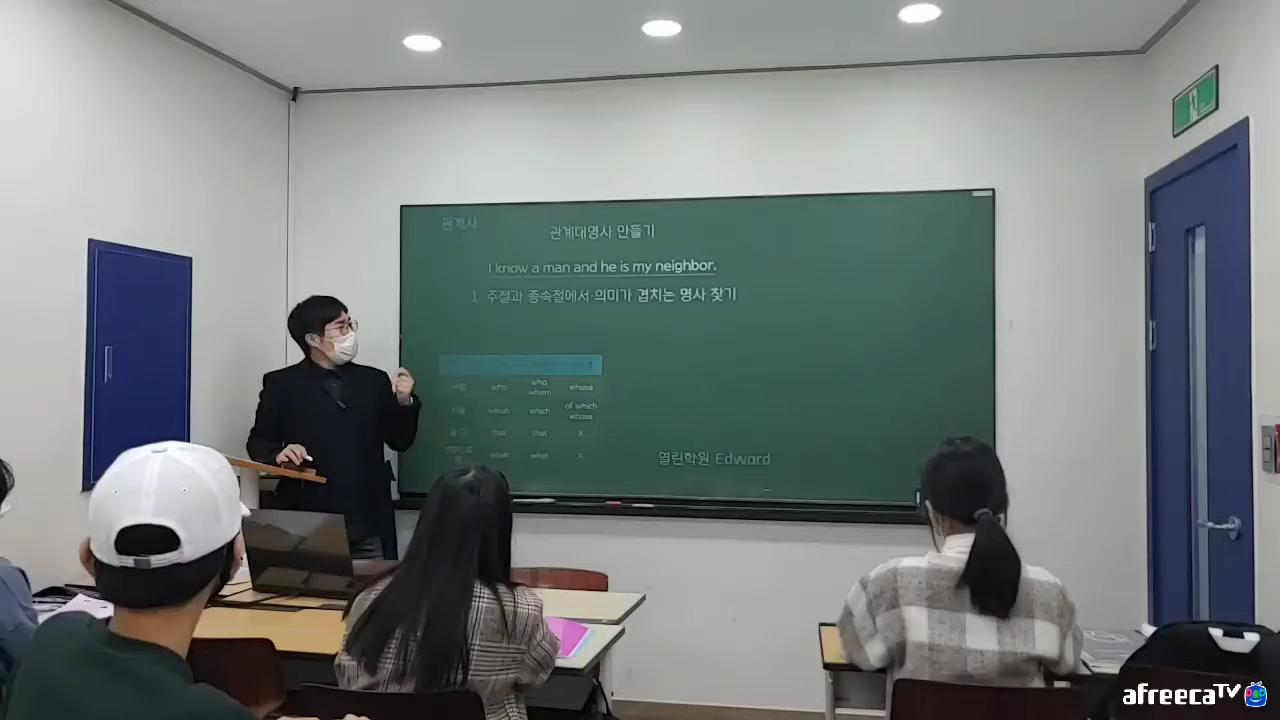 관계사
관계대명사 만들기
I know a man and he is my neighbor.
1. 주절과 종속절에서 의미가 겹치는 명사 찾기
사람 who who, whom whose
사물 which which of which whose
that that X
what what X
열린학원 Edward
afreecaTV